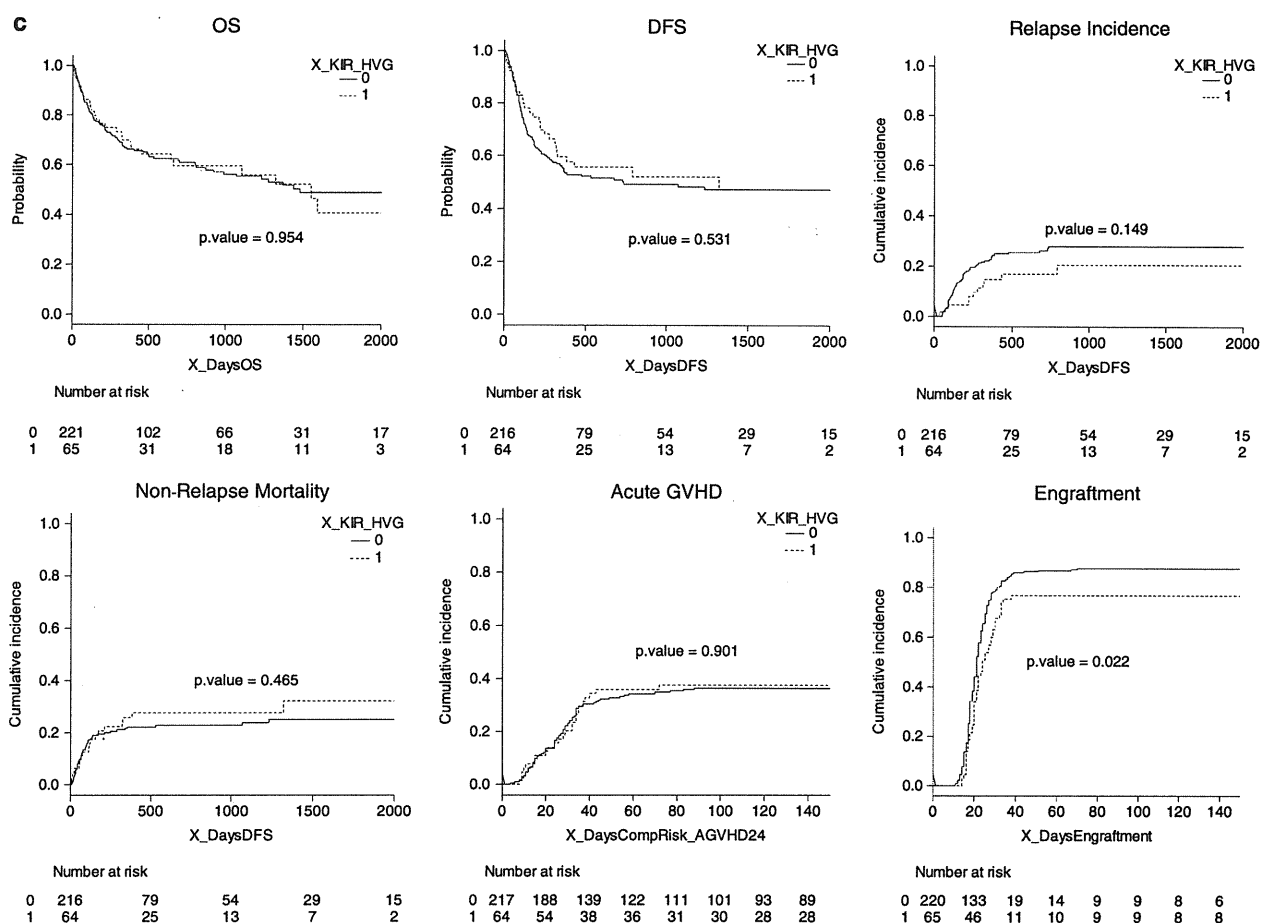 c
OS
X_KIR_HVG
0
1
1.0
0.8
0.6
0.4
0.2
0.0
Probability
p.value = 0.954
0 500 1000 1500 2000
X_DaysOS
Number at risk
0 221 102 66 31 17
1 65 31 18 11 3
DFS
X_KIR_HVG
0
1
1.0
0.8
0.6
0.4
0.2
0.0
Probability
p.value = 0.531
0 500 1000 1500 2000
X_DaysDFS
Number at risk
0 216 79 54 29 15
1 64 25 13 7 2
Relapse Incidence
X_KIR_HVG
0
1
1.0
0.8
0.6
0.4
0.2
0.0
Cumulative incidence
p.value = 0.149
0 500 1000 1500 2000
X_DaysDFS
Number at risk
0 216 79 54 29 15
1 64 25 13 7 2
Non-Relapse Mortality
X_KIR_HVG
0
1
1.0
0.8
0.6
0.4
0.2
0.0
Cumulative incidence
p.value = 0.465
0 500 1000 1500 2000
X_DaysDFS
Number at risk
0 216 79 54 29 15
1 64 25 13 7 2
Acute GVHD
X_KIR_HVG
0
1
1.0
0.8
0.6
0.4
0.2
0.0
Cumulative incidence
p.value = 0.901
0 20 40 60 80 100 120 140
X_DaysCompRisk_AGVHD24
Number at risk
0 217 188 139 122 111 101 93 89
1 64 54 38 36 31 30 28 28
Engraftment
1.0
0.8
0.6
0.4
0.2
0.0
Cumulative incidence
p.value = 0.022
0 20 40 60 80 100 120 140
X_DaysEngraftment
Number at risk
0 220 133 19 14 9 9 8 6
1 65 46 11 10 9 9 8 8